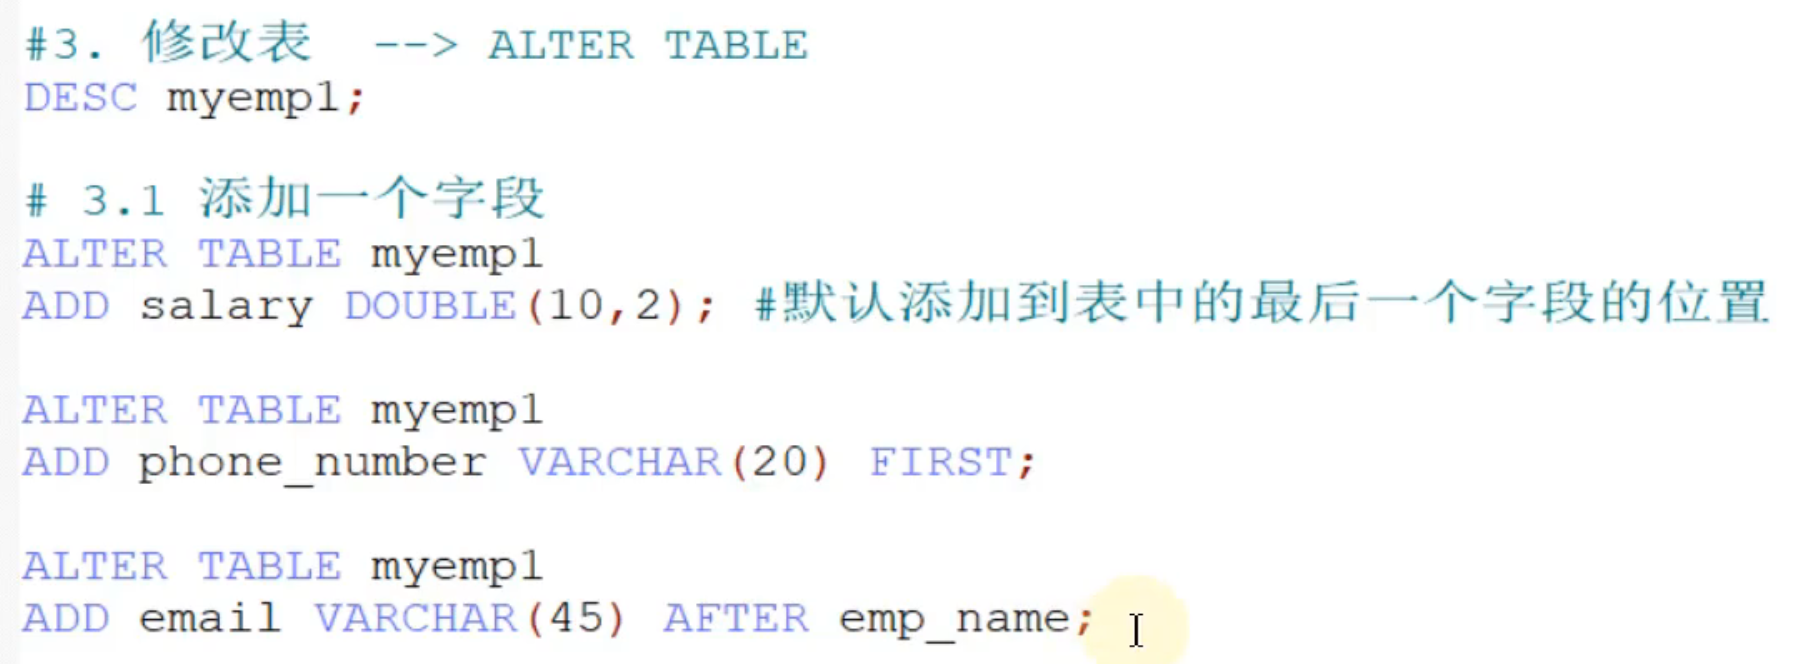 #3. 修改表  --> ALTER TABLE
DESC myemp1;
# 3.1 添加一个字段
ALTER TABLE myemp1
ADD salary DOUBLE(10,2); #默认添加到表中的最后一个字段的位置
ALTER TABLE myemp1
ADD phone_number VARCHAR(20) FIRST;
ALTER TABLE myemp1
ADD email VARCHAR(45) AFTER emp_name;